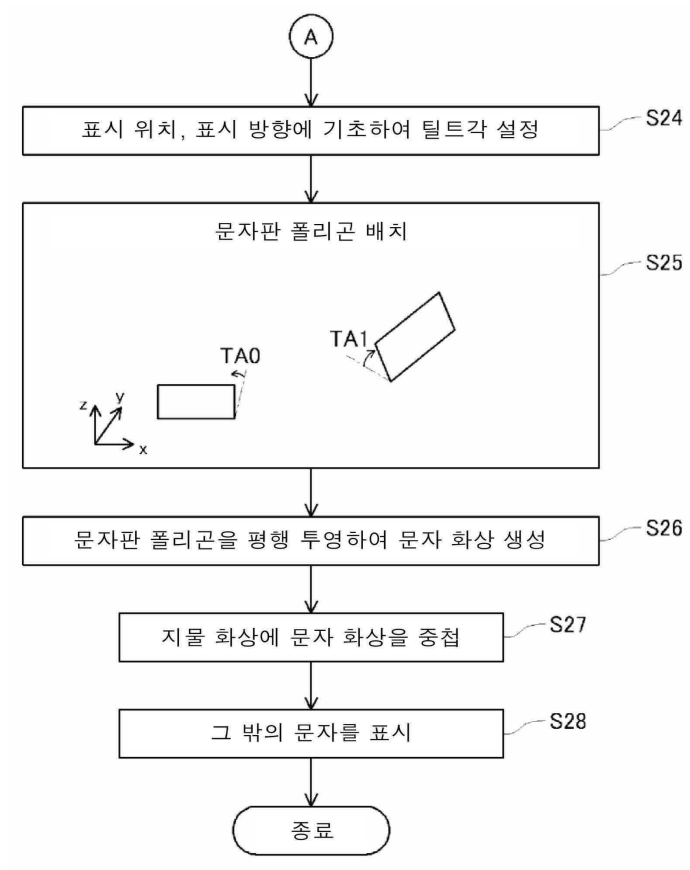 A
표시 위치, 표시 방향에 기초하여 틸트각 설정
S24
문자판 폴리곤 배치
S25
TA1
TA0
z
y
x
문자판 폴리곤을 평행 투영하여 문자 화상 생성
S26
지물 화상에 문자 화상을 중첩
S27
그 밖의 문자를 표시
S28
종료